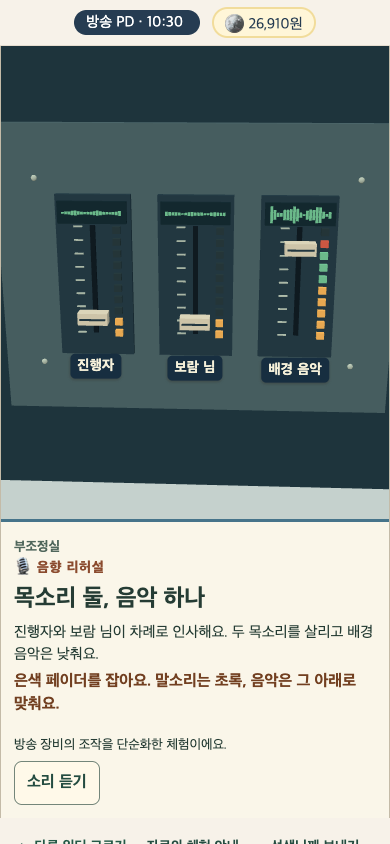 방송 PD · 10:30 26,910원
진행자 보람 님 배경 음악
부조정실
음향 리허설
목소리 둘, 음악 하나
진행자와 보람 님이 차례로 인사해요. 두 목소리를 살리고 배경
음악은 낮춰요.
은색 페이더를 잡아요. 말소리는 초록, 음악은 그 아래로
맞춰요.
방송 장비의 조작을 단순화한 체험이에요.
소리 듣기